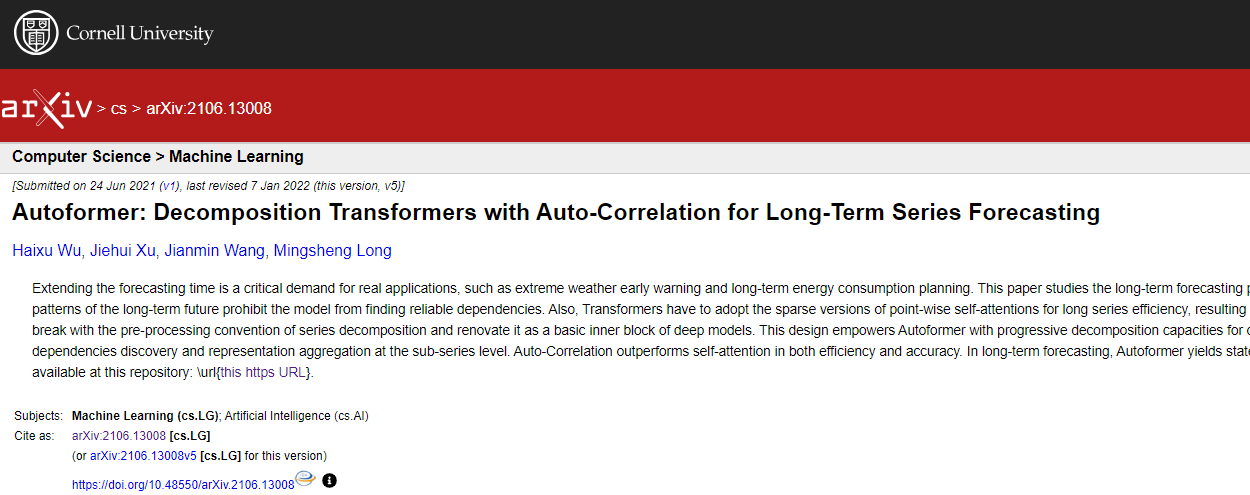 Cornell University
arXiv > cs > arXiv:2106.13008
Computer Science > Machine Learning
[Submitted on 24 Jun 2021 (v1), last revised 7 Jan 2022 (this version, v5)]
Autoformer: Decomposition Transformers with Auto-Correlation for Long-Term Series Forecasting
Haixu Wu, Jiehui Xu, Jianmin Wang, Mingsheng Long
Extending the forecasting time is a critical demand for real applications, such as extreme weather early warning and long-term energy consumption planning. This paper studies the long-term forecasting
patterns of the long-term future prohibit the model from finding reliable dependencies. Also, Transformers have to adopt the sparse versions of point-wise self-attentions for long series efficiency, resulting
break with the pre-processing convention of series decomposition and renovate it as a basic inner block of deep models. This design empowers Autoformer with progressive decomposition capacities for
dependencies discovery and representation aggregation at the sub-series level. Auto-Correlation outperforms self-attention in both efficiency and accuracy. In long-term forecasting, Autoformer yields
available at this repository: \url{this https URL}.
Subjects: Machine Learning (cs.LG); Artificial Intelligence (cs.AI)
Cite as: arXiv:2106.13008 [cs.LG]
(or arXiv:2106.13008v5 [cs.LG] for this version)
https://doi.org/10.48550/arXiv.2106.13008